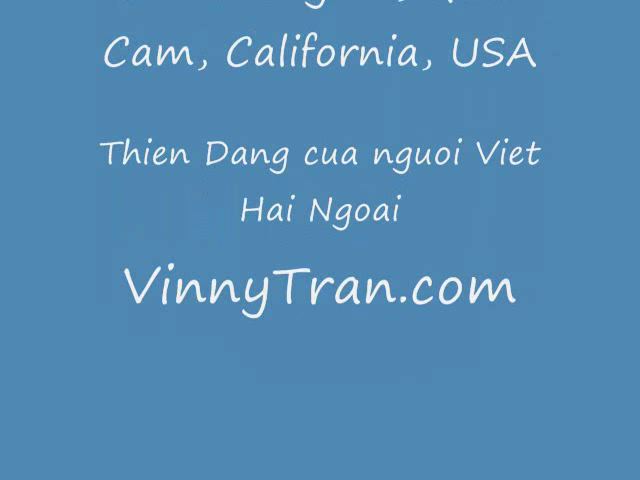 Cam, California, USA
Thien Dang cua nguoi Viet
Hai Ngoai
VinnyTran.com